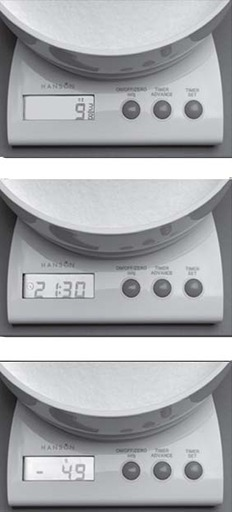 HANSON
ON/OFF/ZERO TIMER TIMER
ADVANCE SET
9
HANSON
ON/OFF/ZERO TIMER TIMER
ADVANCE SET
21:30
HANSON
ON/OFF/ZERO TIMER TIMER
ADVANCE SET
- 49